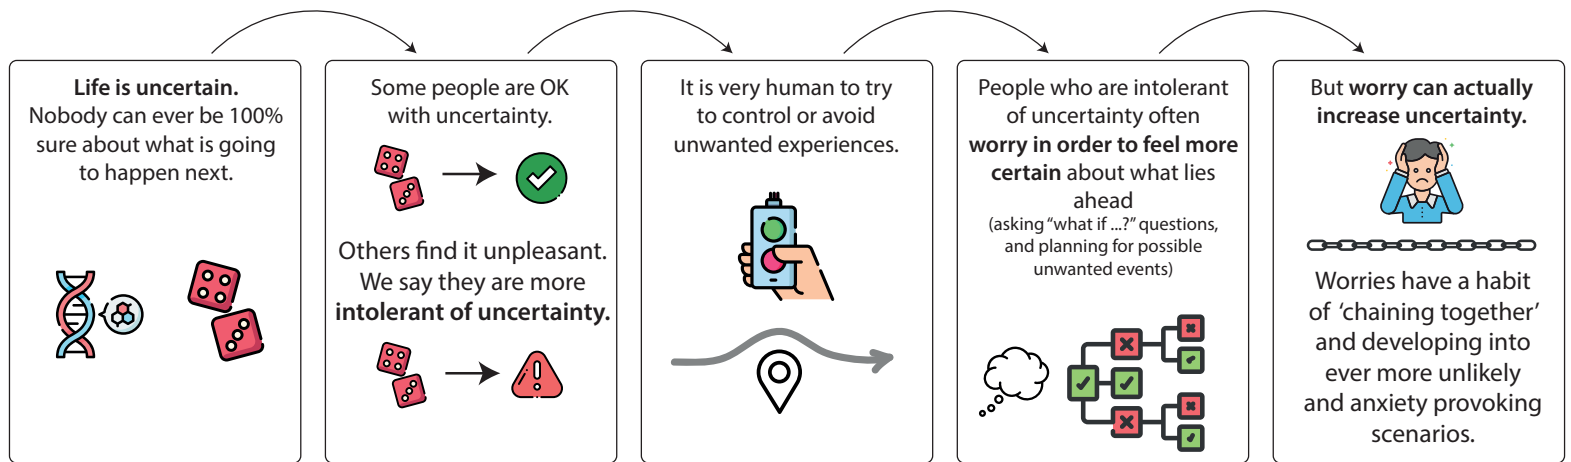 Life is uncertain.
Nobody can ever be 100%
sure about what is going
to happen next.
Some people are OK
with uncertainty.
Others find it unpleasant.
We say they are more
intolerant of uncertainty.
It is very human to try
to control or avoid
unwanted experiences.
People who are intolerant
of uncertainty often
worry in order to feel more
certain about what lies
ahead
(asking “what if ...?” questions,
and planning for possible
unwanted events)
But worry can actually
increase uncertainty.
Worries have a habit
of ‘chaining together’
and developing into
ever more unlikely
and anxiety provoking
scenarios.